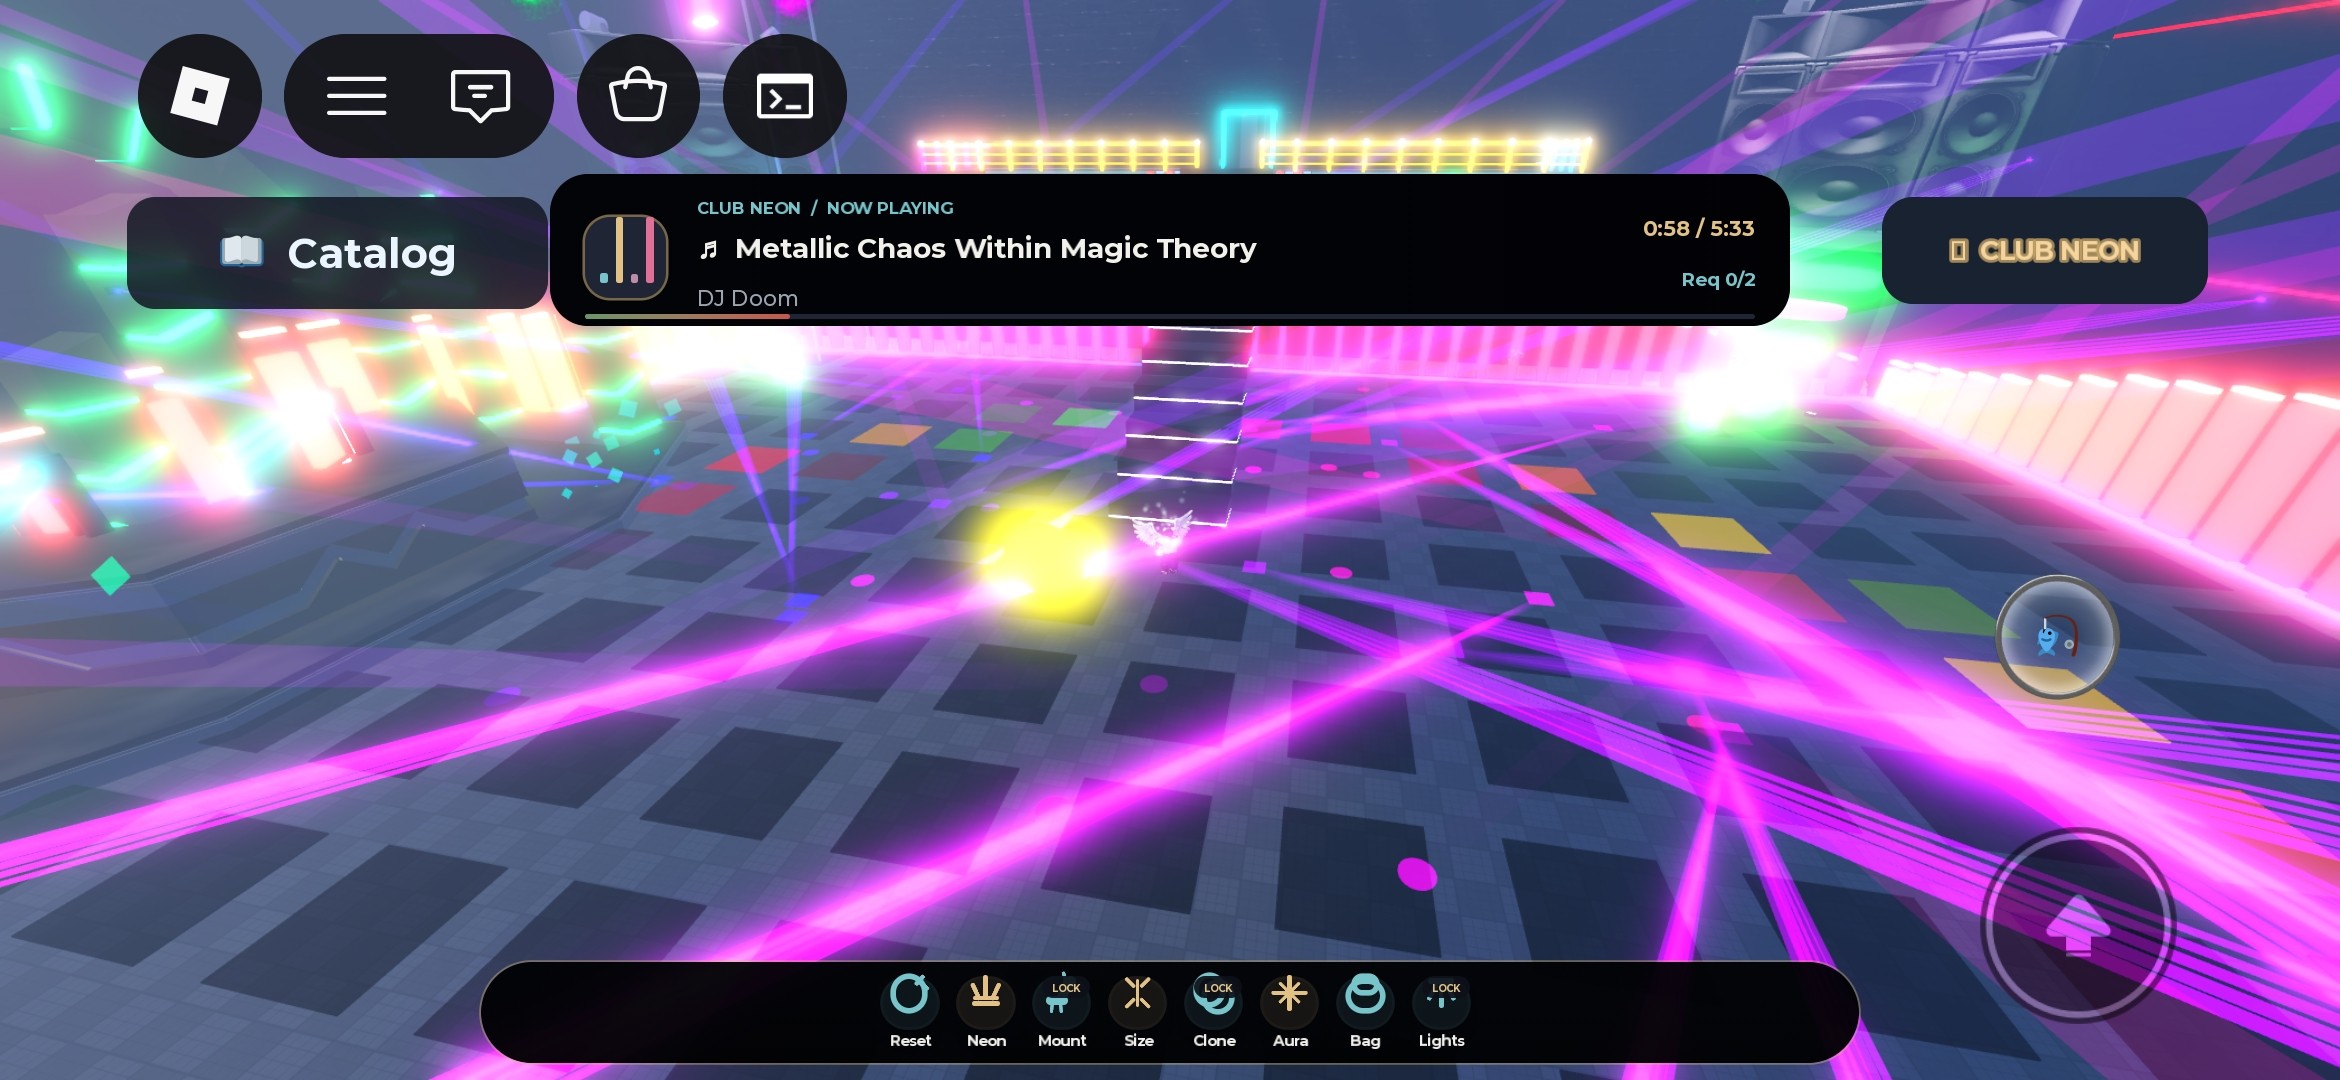 Catalog
CLUB NEON / NOW PLAYING
♬ Metallic Chaos Within Magic Theory
DJ Doom
0:58 / 5:33
Req 0/2
CLUB NEON
LOCK
LOCK
LOCK
Reset
Neon
Mount
Size
Clone
Aura
Bag
Lights